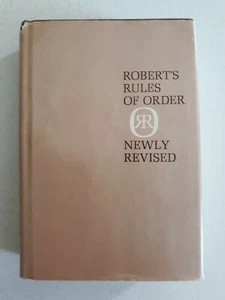 ROBERT'S
RULES
OF ORDER
RR
NEWLY
REVISED